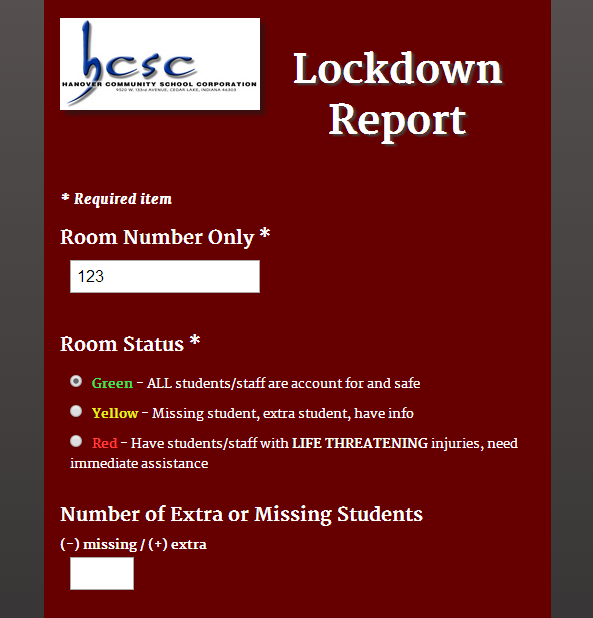 hcsc
HANOVER COMMUNITY SCHOOL CORPORATION
9520 W. 133rd AVENUE, CEDAR LAKE, INDIANA 46303
Lockdown
Report
* Required item
Room Number Only *
123
Room Status *
Green - ALL students/staff are account for and safe
Yellow - Missing student, extra student, have info
Red - Have students/staff with LIFE THREATENING injuries, need
immediate assistance
Number of Extra or Missing Students
(-) missing / (+) extra